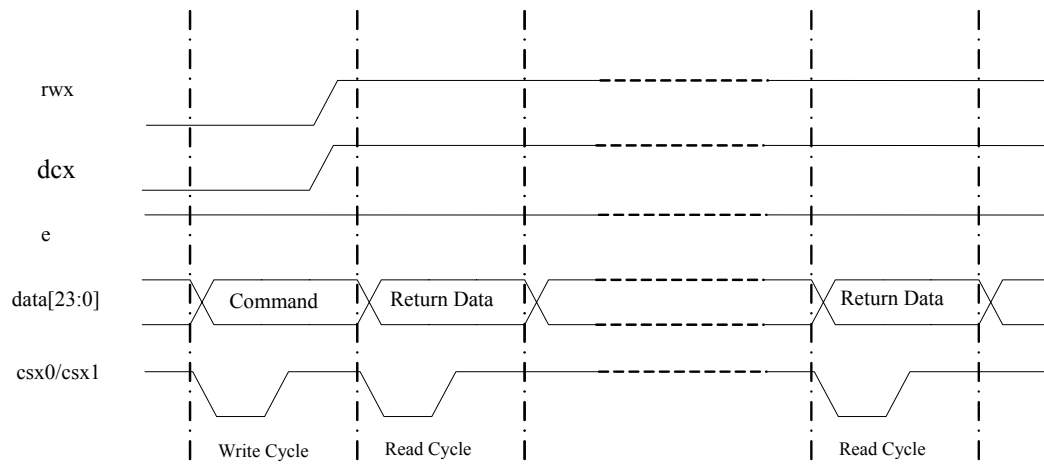 rwx
dcx
e
data[23:0] Command Return Data Return Data
csx0/csx1
Write Cycle Read Cycle Read Cycle